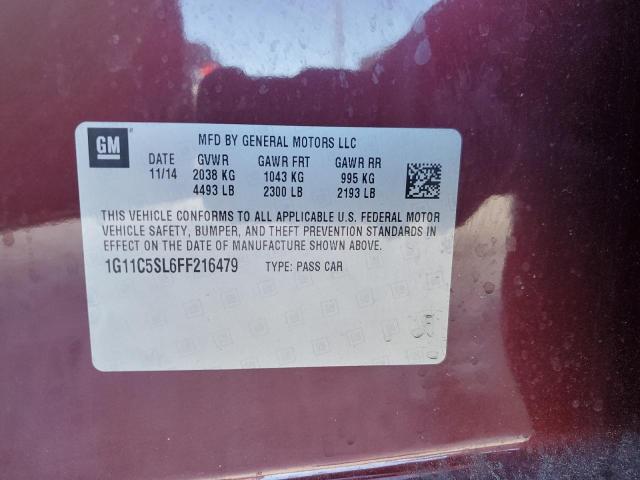 GM
MFD BY GENERAL MOTORS LLC
DATE GVWR GAWR FRT GAWR RR
11/14 2038 KG 1043 KG 995 KG
4493 LB 2300 LB 2193 LB
THIS VEHICLE CONFORMS TO ALL APPLICABLE U.S. FEDERAL MOTOR
VEHICLE SAFETY, BUMPER, AND THEFT PREVENTION STANDARDS IN
EFFECT ON THE DATE OF MANUFACTURE SHOWN ABOVE.
1G11C5SL6FF216479 TYPE: PASS CAR